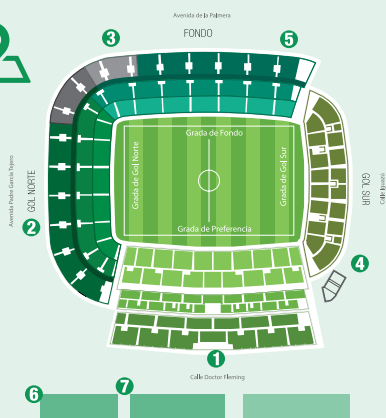 Avenida de la Palmera
FONDO
3
5
Grada de Fondo
Grada de Gol Norte
Grada de Gol Sur
Grada de Preferencia
Avenida Padre García Tejero
GOL NORTE
2
GOL SUR
4
1
Calle Doctor Fleming
6
7